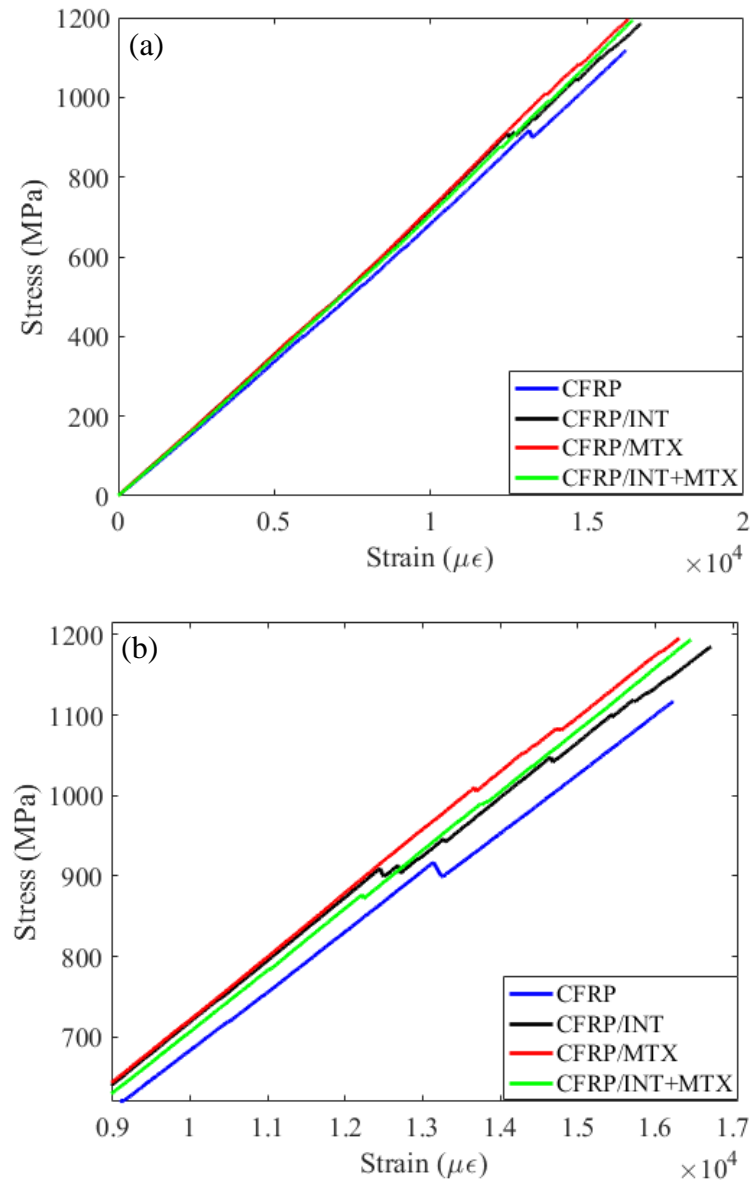 (a)
1200
1000
800
600
400
200
0
Stress (MPa)
CFRP
CFRP/INT
CFRP/MTX
CFRP/INT+MTX
0 0.5 1 1.5 2
Strain (με)
×10⁴
(b)
1200
1100
1000
900
800
700
Stress (MPa)
CFRP
CFRP/INT
CFRP/MTX
CFRP/INT+MTX
0.9 1 1.1 1.2 1.3 1.4 1.5 1.6 1.7
Strain (με)
×10⁴